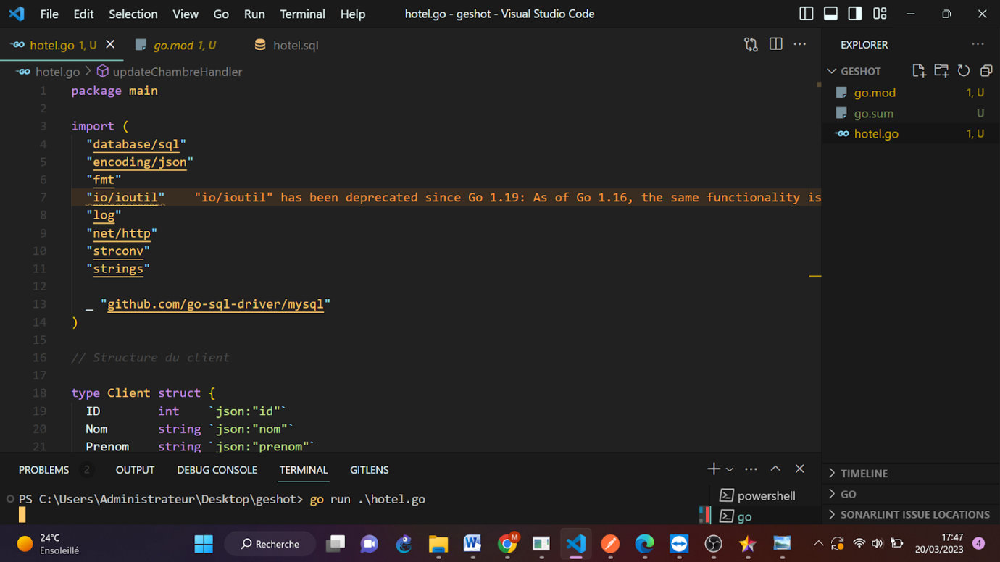 File Edit Selection View Go Run Terminal Help hotel.go - geshot - Visual Studio Code
hotel.go 1, U go.mod 1, U hotel.sql
hotel.go > updateChambreHandler
1 package main
2
3 import (
4 "database/sql"
5 "encoding/json"
6 "fmt"
7 "io/ioutil" "io/ioutil" has been deprecated since Go 1.19: As of Go 1.16, the same functionality is
8 "log"
9 "net/http"
10 "strconv"
11 "strings"
12
13 _ "github.com/go-sql-driver/mysql"
14 )
15
16 // Structure du client
17
18 type Client struct {
19 ID int `json:"id"`
20 Nom string `json:"nom"`
21 Prenom string `json:"prenom"`
EXPLORER
GESHOT
go.mod 1, U
go.sum U
hotel.go 1, U
TIMELINE
GO
SONARLINT ISSUE LOCATIONS
PROBLEMS 2 OUTPUT DEBUG CONSOLE TERMINAL GITLENS
PS C:\Users\Administrateur\Desktop\geshot> go run .\hotel.go
powershell
go
24°C
Ensoleillé
Recherche
M
W
17:47
20/03/2023
4